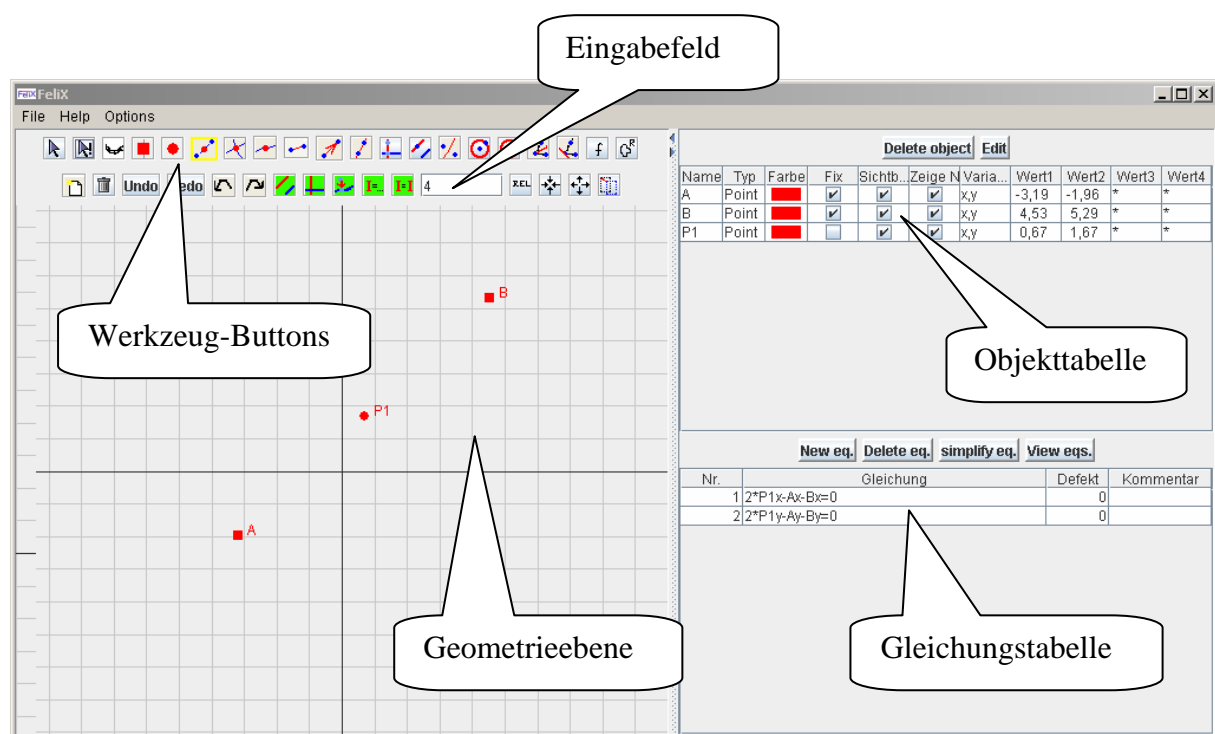 Eingabefeld
FeliX FeliX
File Help Options
Delete object Edit
f
Undo edo 4 REL
Name Typ Farbe Fix Sichtb... Zeige N Varia... Wert1 Wert2 Wert3 Wert4
A Point x,y -3,19 -1,96 * *
B Point x,y 4,53 5,29 * *
P1 Point x,y 0,67 1,67 * *
B
Werkzeug-Buttons
Objekttabelle
P1
New eq. Delete eq. simplify eq. View eqs.
Nr. Gleichung Defekt Kommentar
1 2*P1x-Ax-Bx=0 0
2 2*P1y-Ay-By=0 0
A
Geometrieebene
Gleichungstabelle